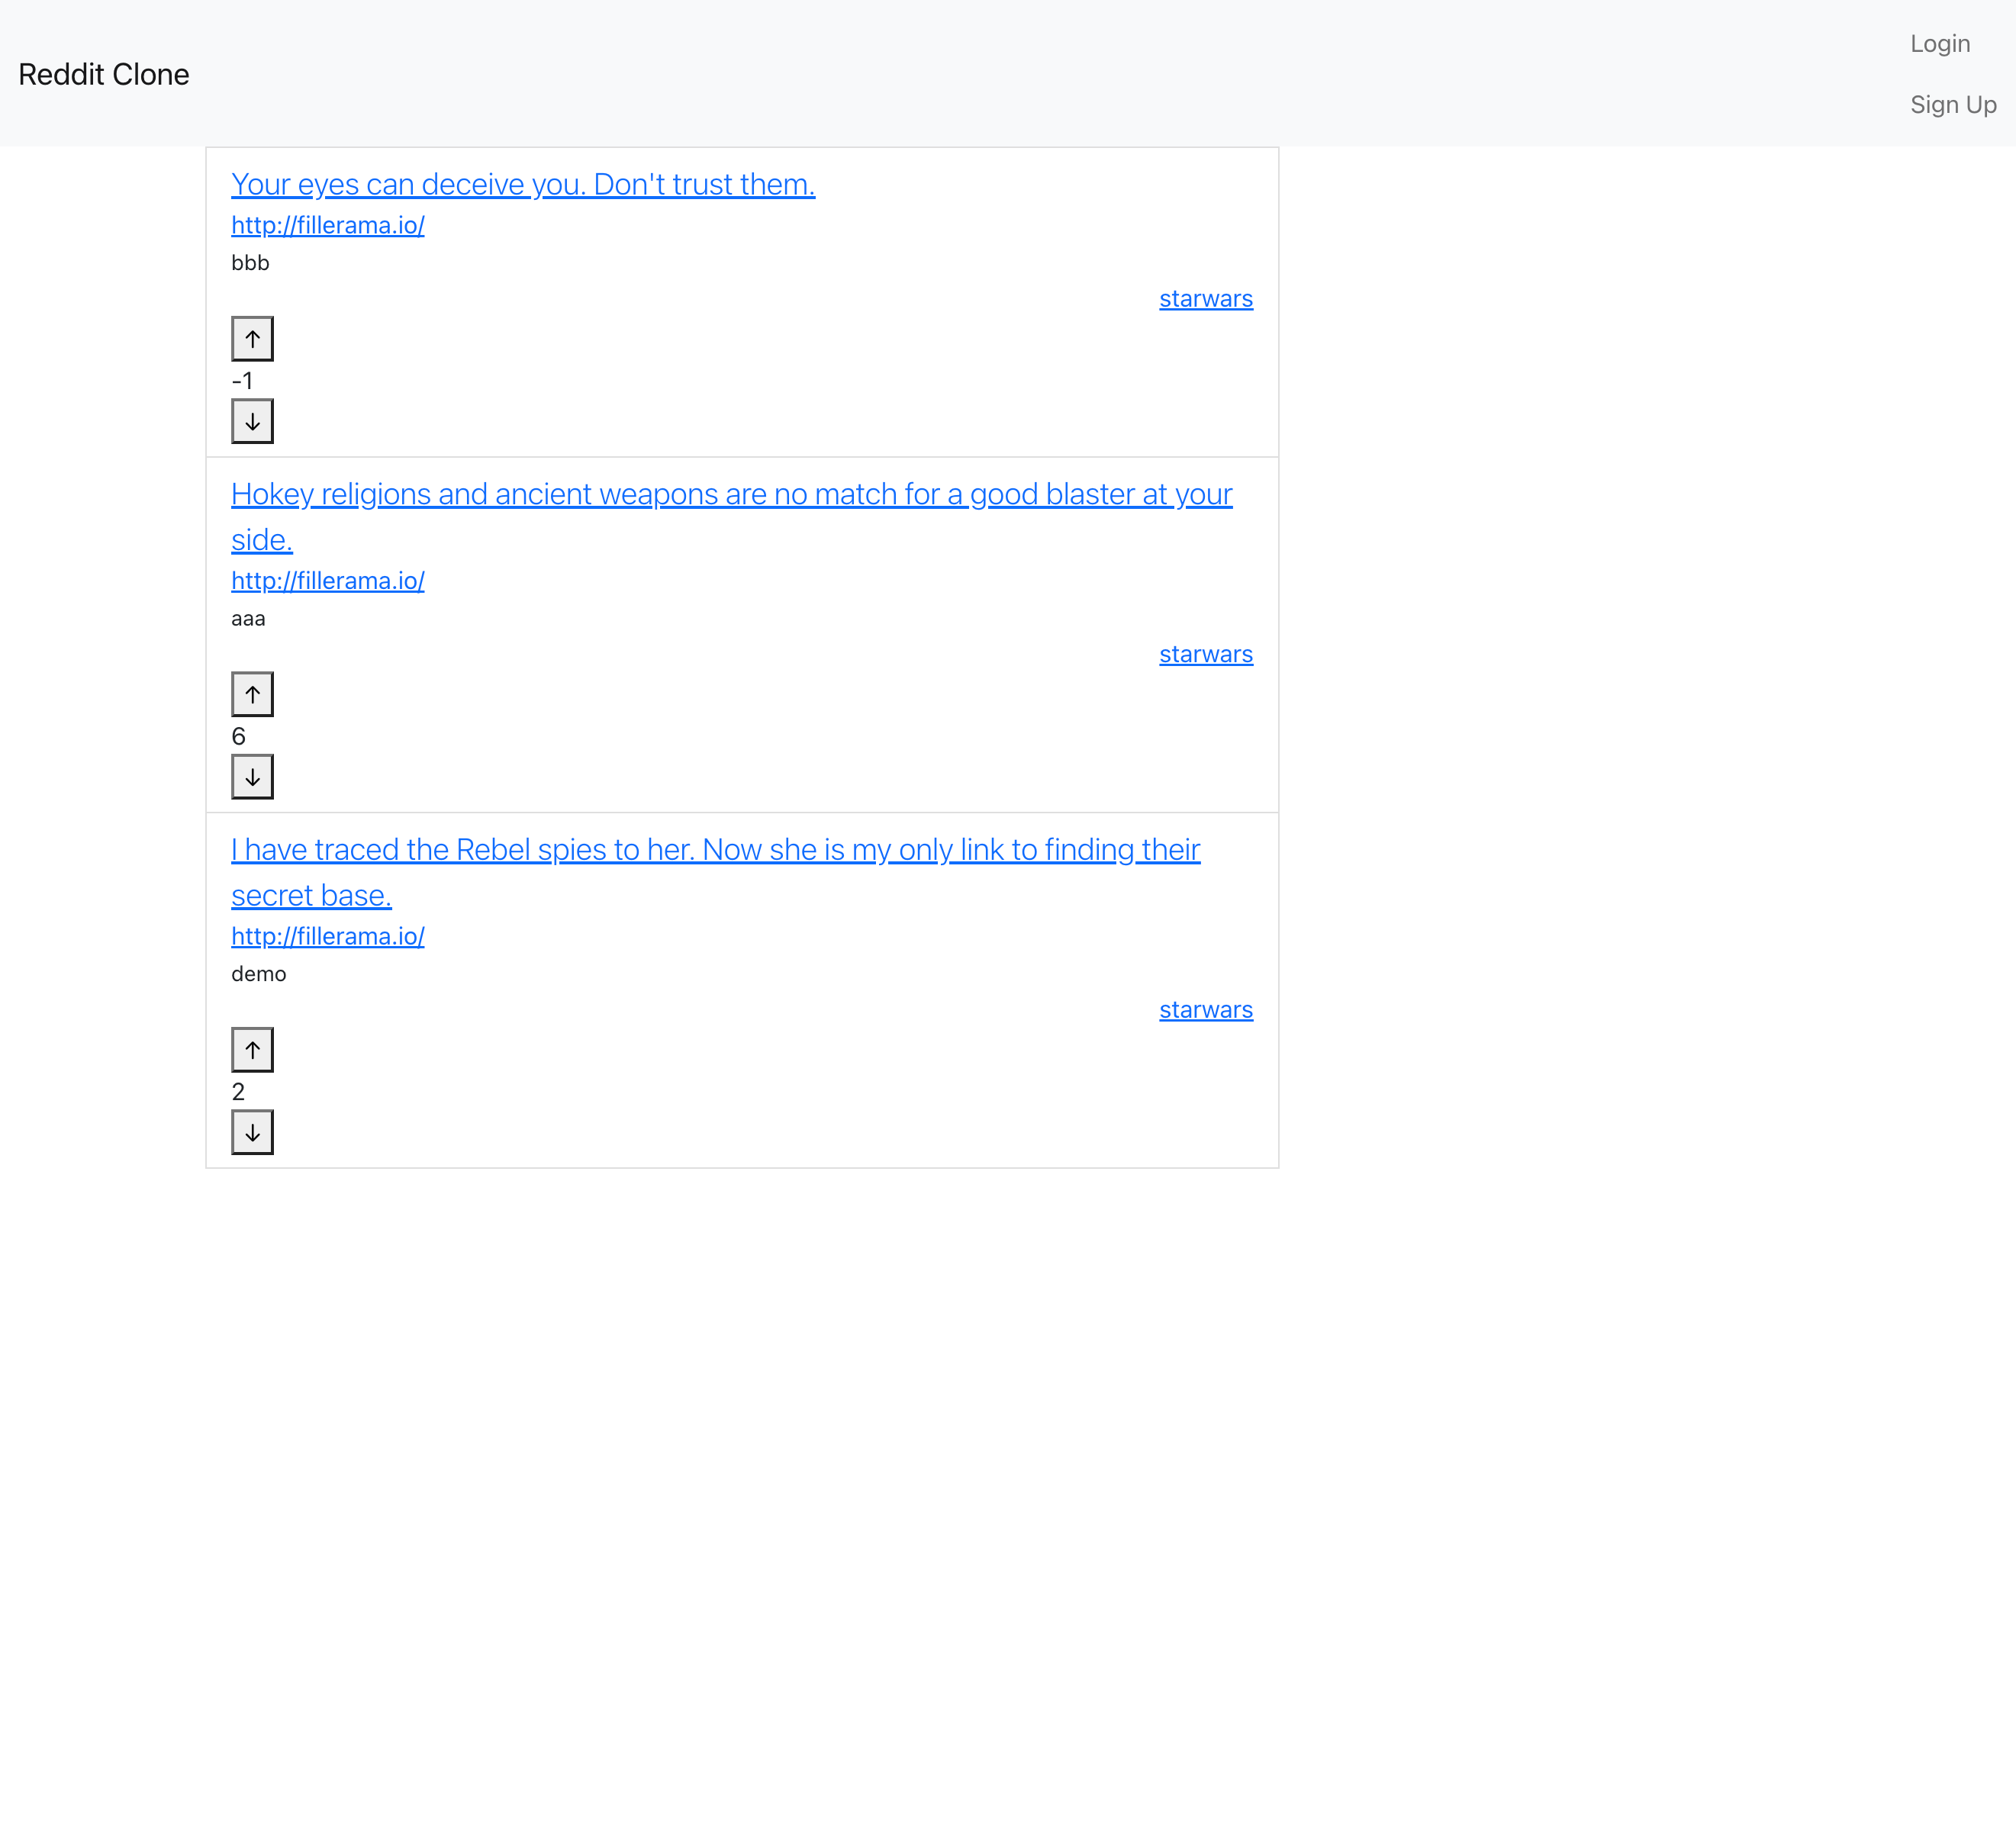 Reddit Clone
Login
Sign Up
Your eyes can deceive you. Don't trust them.
http://fillerama.io/
bbb
starwars
↑
-1
↓
Hokey religions and ancient weapons are no match for a good blaster at your
side.
http://fillerama.io/
aaa
starwars
↑
6
↓
I have traced the Rebel spies to her. Now she is my only link to finding their
secret base.
http://fillerama.io/
demo
starwars
↑
2
↓